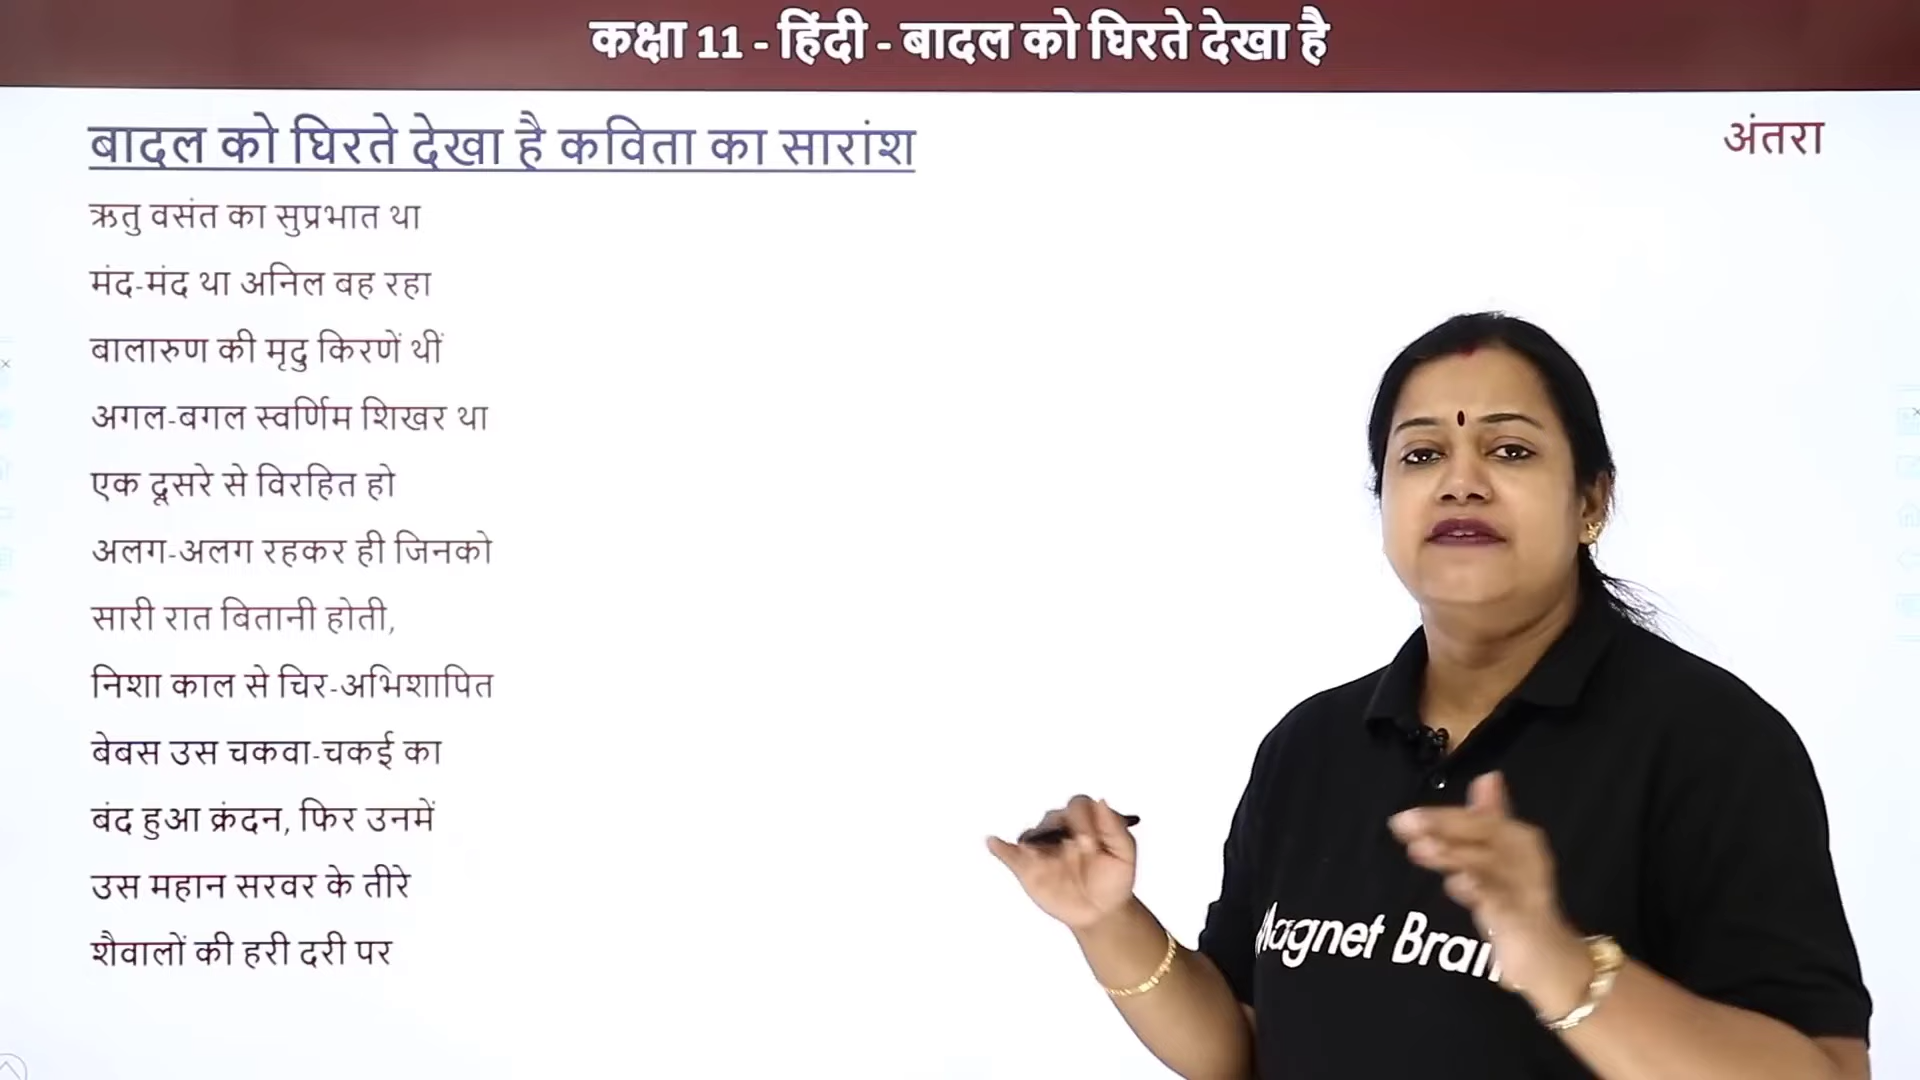 कक्षा 11 - हिंदी - बादल को घिरते देखा है
बादल को घिरते देखा है कविता का सारांश
अंतरा
ऋतु वसंत का सुप्रभात था
मंद-मंद था अनिल बह रहा
बालारुण की मृदु किरणें थीं
अगल-बगल स्वर्णिम शिखर था
एक दूसरे से विरहित हो
अलग-अलग रहकर ही जिनको
सारी रात बितानी होती,
निशा काल से चिर-अभिशापित
बेबस उस चकवा-चकई का
बंद हुआ क्रंदन, फिर उनमें
उस महान सरवर के तीरे
शैवालों की हरी दरी पर
Magnet Brain